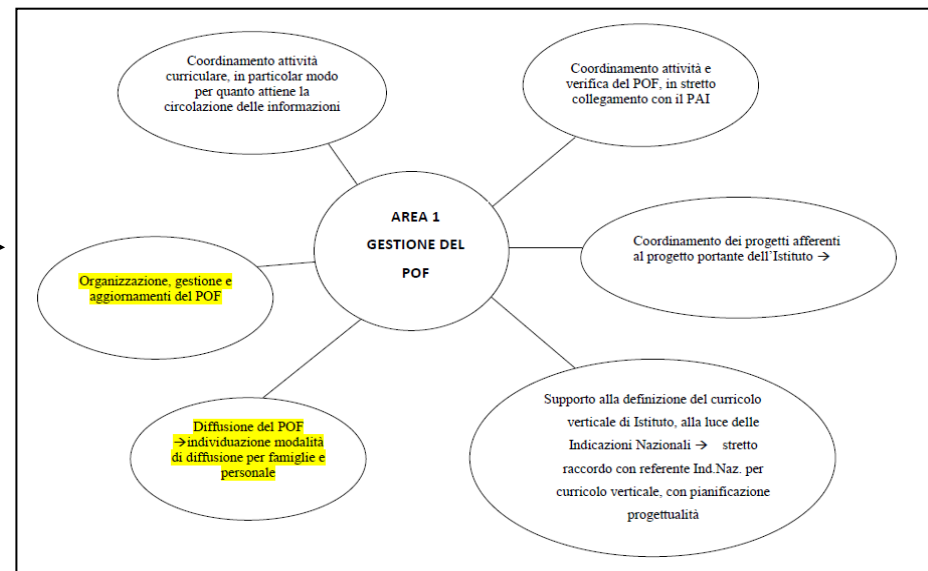 Coordinamento attività
curriculare, in particolar modo
per quanto attiene la
circolazione delle informazioni
Coordinamento attività e
verifica del POF, in stretto
collegamento con il PAI
AREA 1
GESTIONE DEL
POF
Coordinamento dei progetti afferenti
al progetto portante dell’Istituto →
Organizzazione, gestione e
aggiornamenti del POF
Diffusione del POF
→individuazione modalità
di diffusione per famiglie e
personale
Supporto alla definizione del curricolo
verticale di Istituto, alla luce delle
Indicazioni Nazionali → stretto
raccordo con referente Ind.Naz. per
curricolo verticale, con pianificazione
progettualità